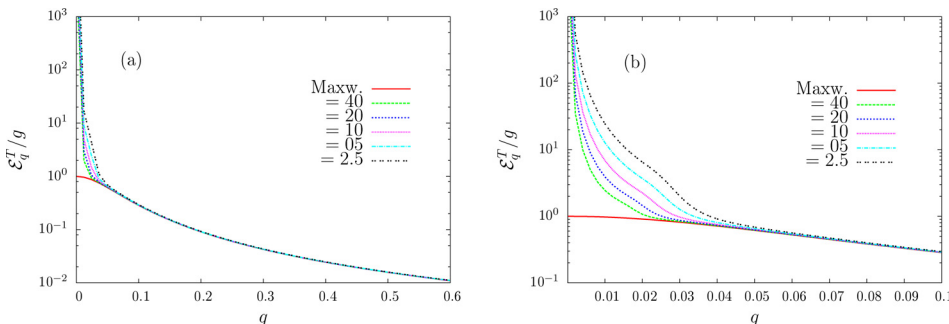 10^3
10^2
10^1
10^0
10^-1
10^-2
ℰ_q^T/g
(a)
Maxw.
= 40
= 20
= 10
= 05
= 2.5
0 0.1 0.2 0.3 0.4 0.5 0.6
q
10^3
10^2
10^1
10^0
10^-1
ℰ_q^T/g
(b)
Maxw.
= 40
= 20
= 10
= 05
= 2.5
0.01 0.02 0.03 0.04 0.05 0.06 0.07 0.08 0.09 0.1
q